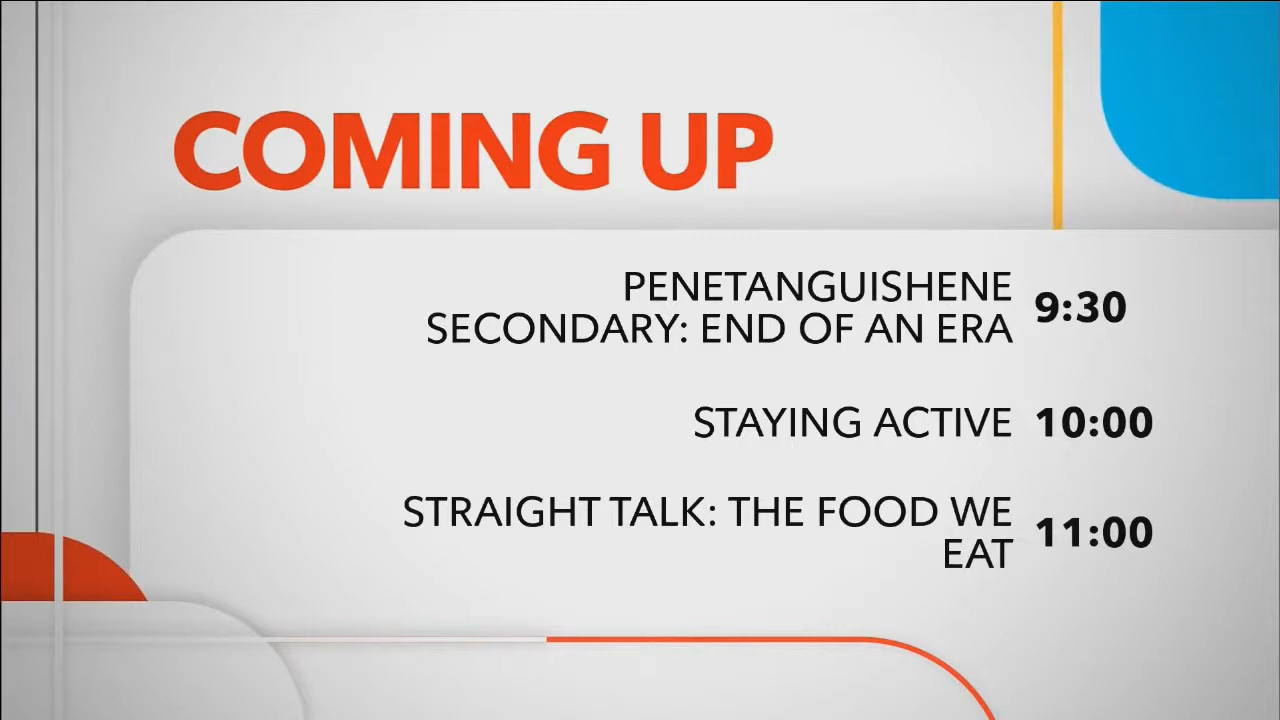 COMING UP
PENETANGUISHENE
SECONDARY: END OF AN ERA
9:30
STAYING ACTIVE 10:00
STRAIGHT TALK: THE FOOD WE
EAT
11:00